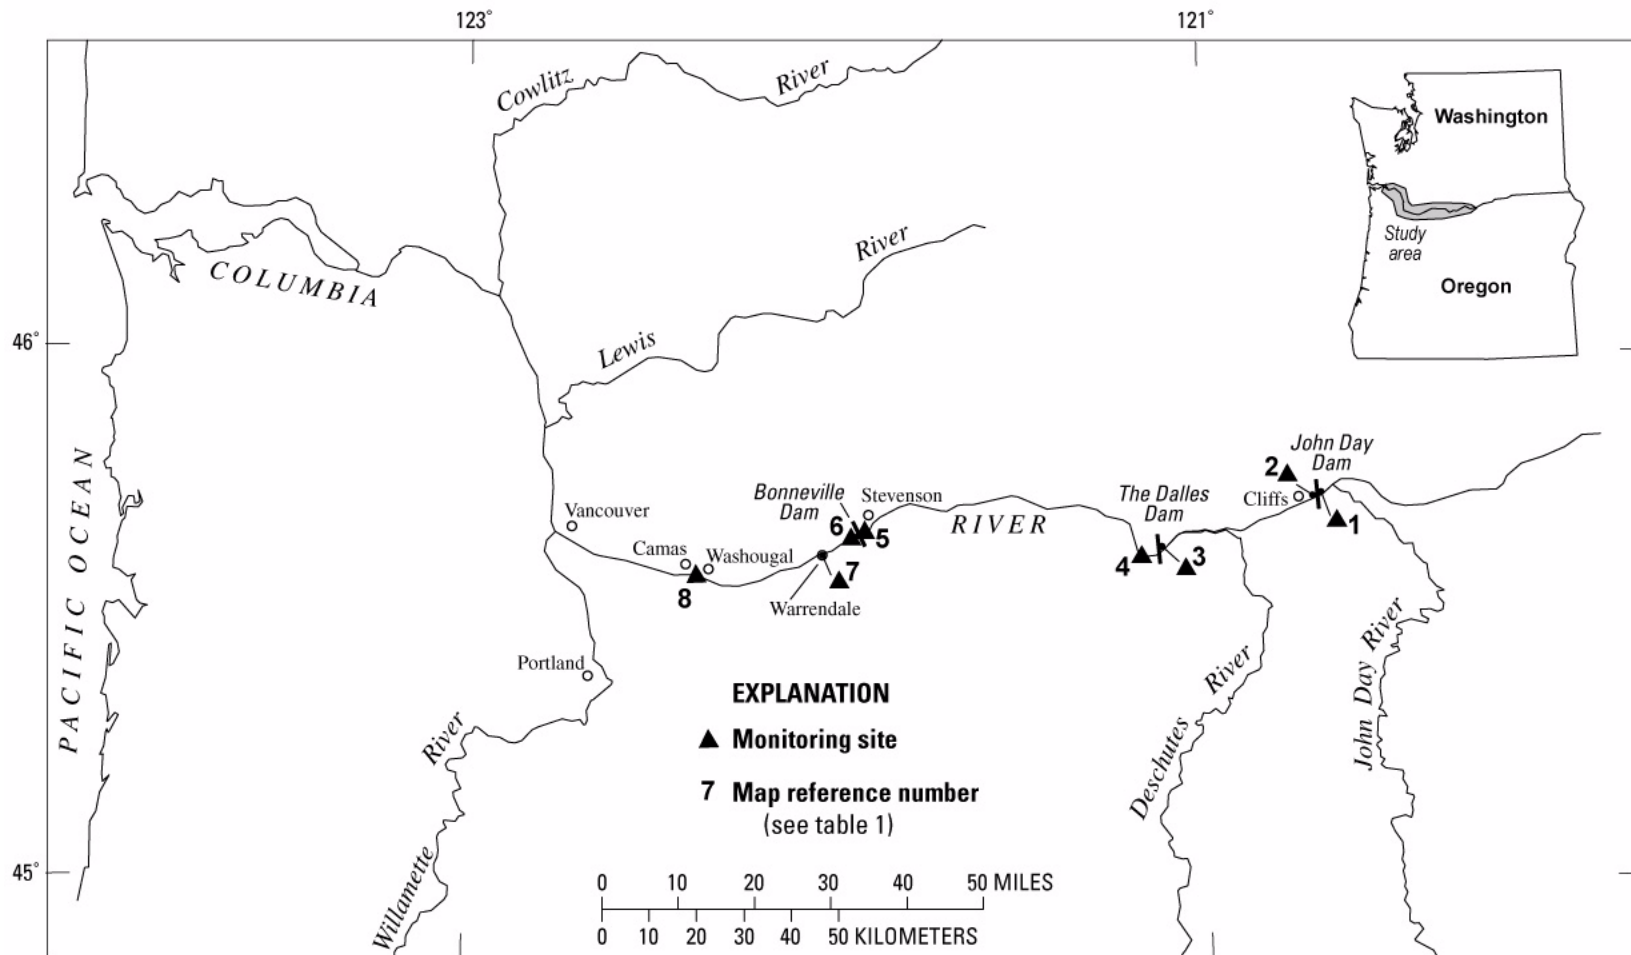 123°
121°
Cowlitz River
Washington
Study
area
Oregon
COLUMBIA
River
Lewis
46°
PACIFIC OCEAN
John Day
Dam
2
Cliffs
1
The Dalles
Dam
Bonneville
Dam
Stevenson
RIVER
Vancouver
6
5
Camas
Washougal
4
3
7
8
Warrendale
Portland
River
Willamette
Deschutes River
John Day River
EXPLANATION
Monitoring site
7 Map reference number
(see table 1)
45°
0 10 20 30 40 50 MILES
0 10 20 30 40 50 KILOMETERS